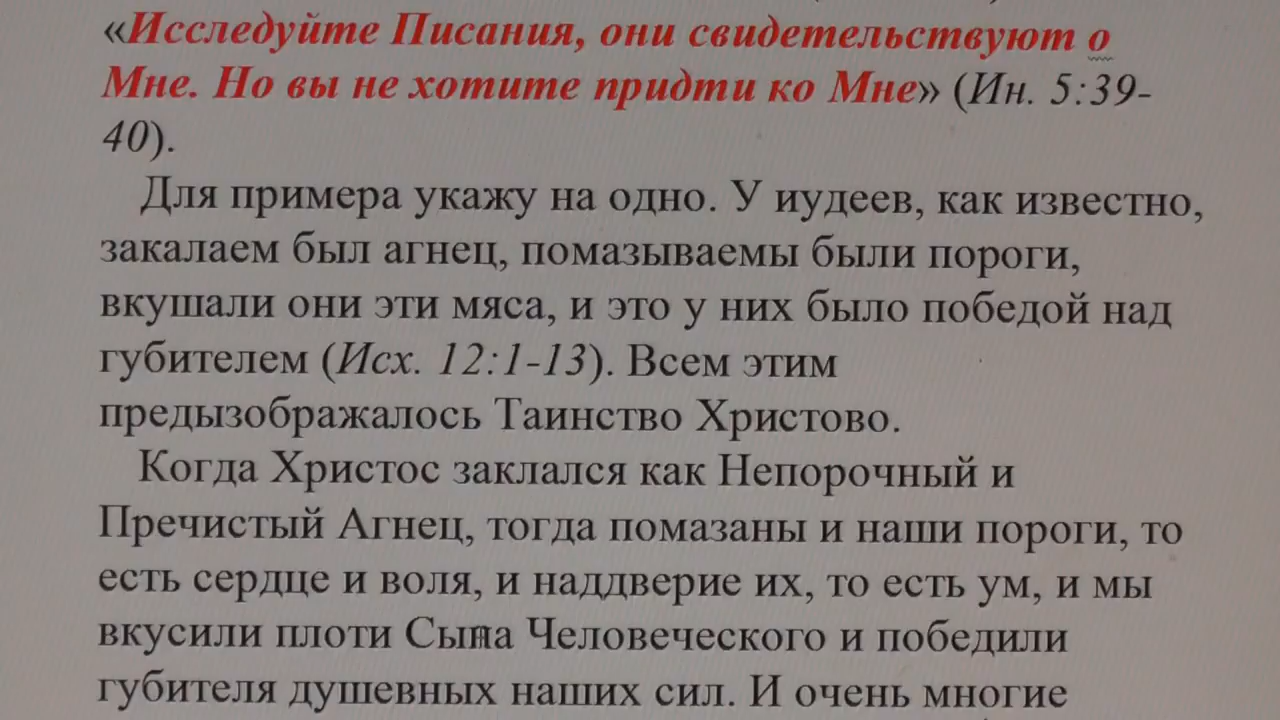 «Исследуйте Писания, они свидетельствуют о
Мне. Но вы не хотите придти ко Мне» (Ин. 5:39-
40).
Для примера укажу на одно. У иудеев, как известно,
закалаем был агнец, помазываемы были пороги,
вкушали они эти мяса, и это у них было победой над
губителем (Исх. 12:1-13). Всем этим
предызображалось Таинство Христово.
Когда Христос заклался как Непорочный и
Пречистый Агнец, тогда помазаны и наши пороги, то
есть сердце и воля, и наддверие их, то есть ум, и мы
вкусили плоти Сына Человеческого и победили
губителя душевных наших сил. И очень многие